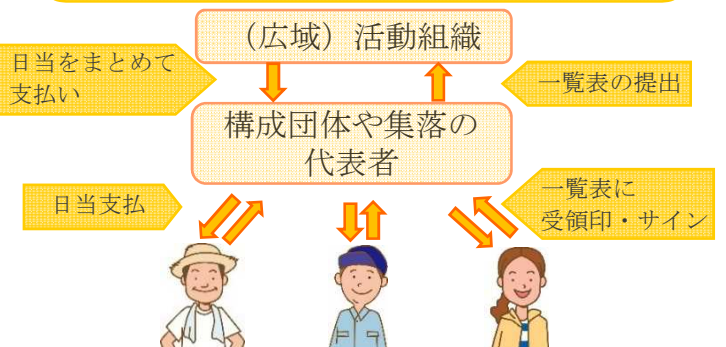 （広域）活動組織
日当をまとめて
支払い
一覧表の提出
構成団体や集落の
代表者
日当支払
一覧表に
受領印・サイン